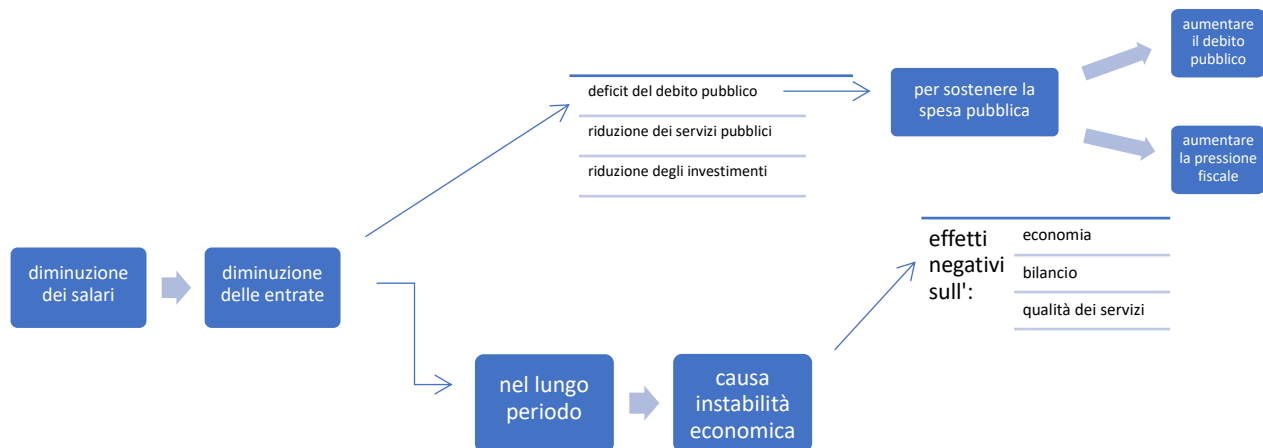 diminuzione
dei salari
diminuzione
delle entrate
deficit del debito pubblico
riduzione dei servizi pubblici
riduzione degli investimenti
per sostenere la
spesa pubblica
aumentare
il debito
pubblico
aumentare
la pressione
fiscale
nel lungo
periodo
causa
instabilità
economica
effetti
negativi
sull':
economia
bilancio
qualità dei servizi